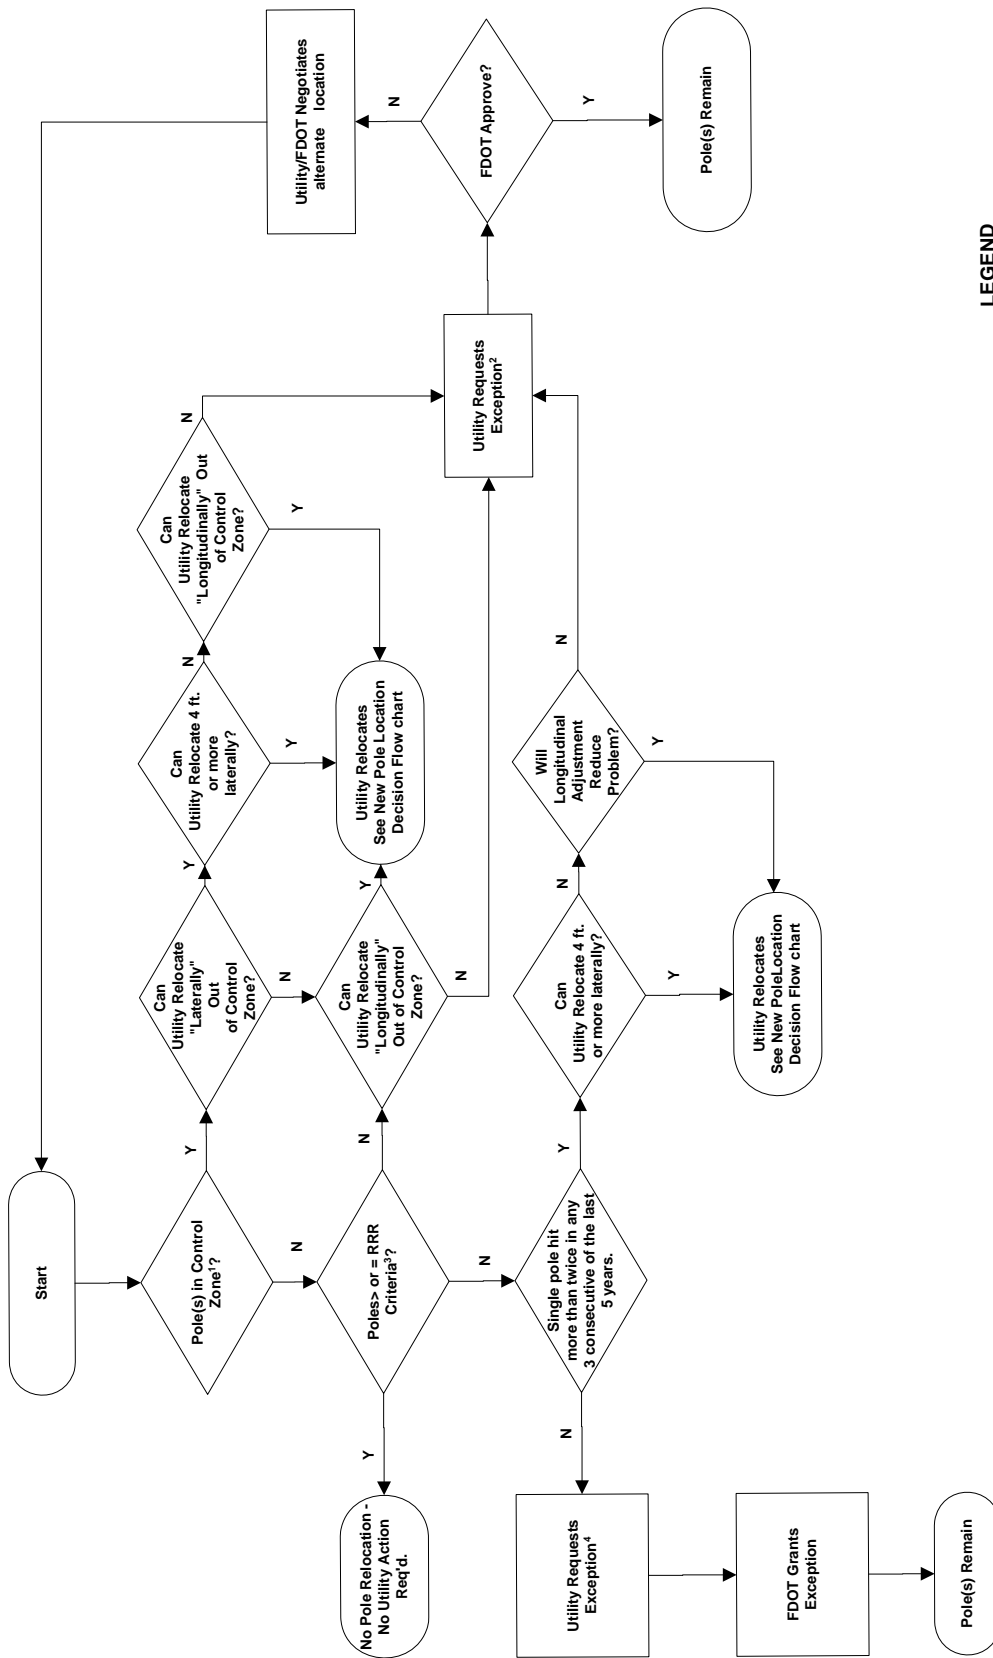 Start
Pole(s) in Control
Zone¹?
Y
N
Can
Utility Relocate
"Laterally"
Out
of Control
Zone?
Y
N
Can
Utility Relocate 4 ft.
or more
laterally?
N
Y
Can
Utility Relocate
"Longitudinally" Out
of Control
Zone?
N
Y
Poles> or = RRR
Criteria³?
Y
N
N
No Pole Relocation -
No Utility Action
Req'd.
Can
Utility Relocate
"Longitudinally"
Out of Control
Zone?
Y
N
Utility Relocates
See New Pole Location
Decision Flow chart
Utility Requests
Exception²
FDOT Approve?
N
Y
Utility/FDOT Negotiates
alternate location
Pole(s) Remain
Single pole hit
more than twice in any
3 consecutive of the last
5 years.
Y
N
Can
Utility Relocate 4 ft.
or more laterally?
N
Y
Will
Longitudinal
Adjustment
Reduce
Problem?
N
Y
Utility Relocates
See New PoleLocation
Decision Flow chart
Utility Requests
Exception⁴
FDOT Grants
Exception
Pole(s) Remain
LEGEND